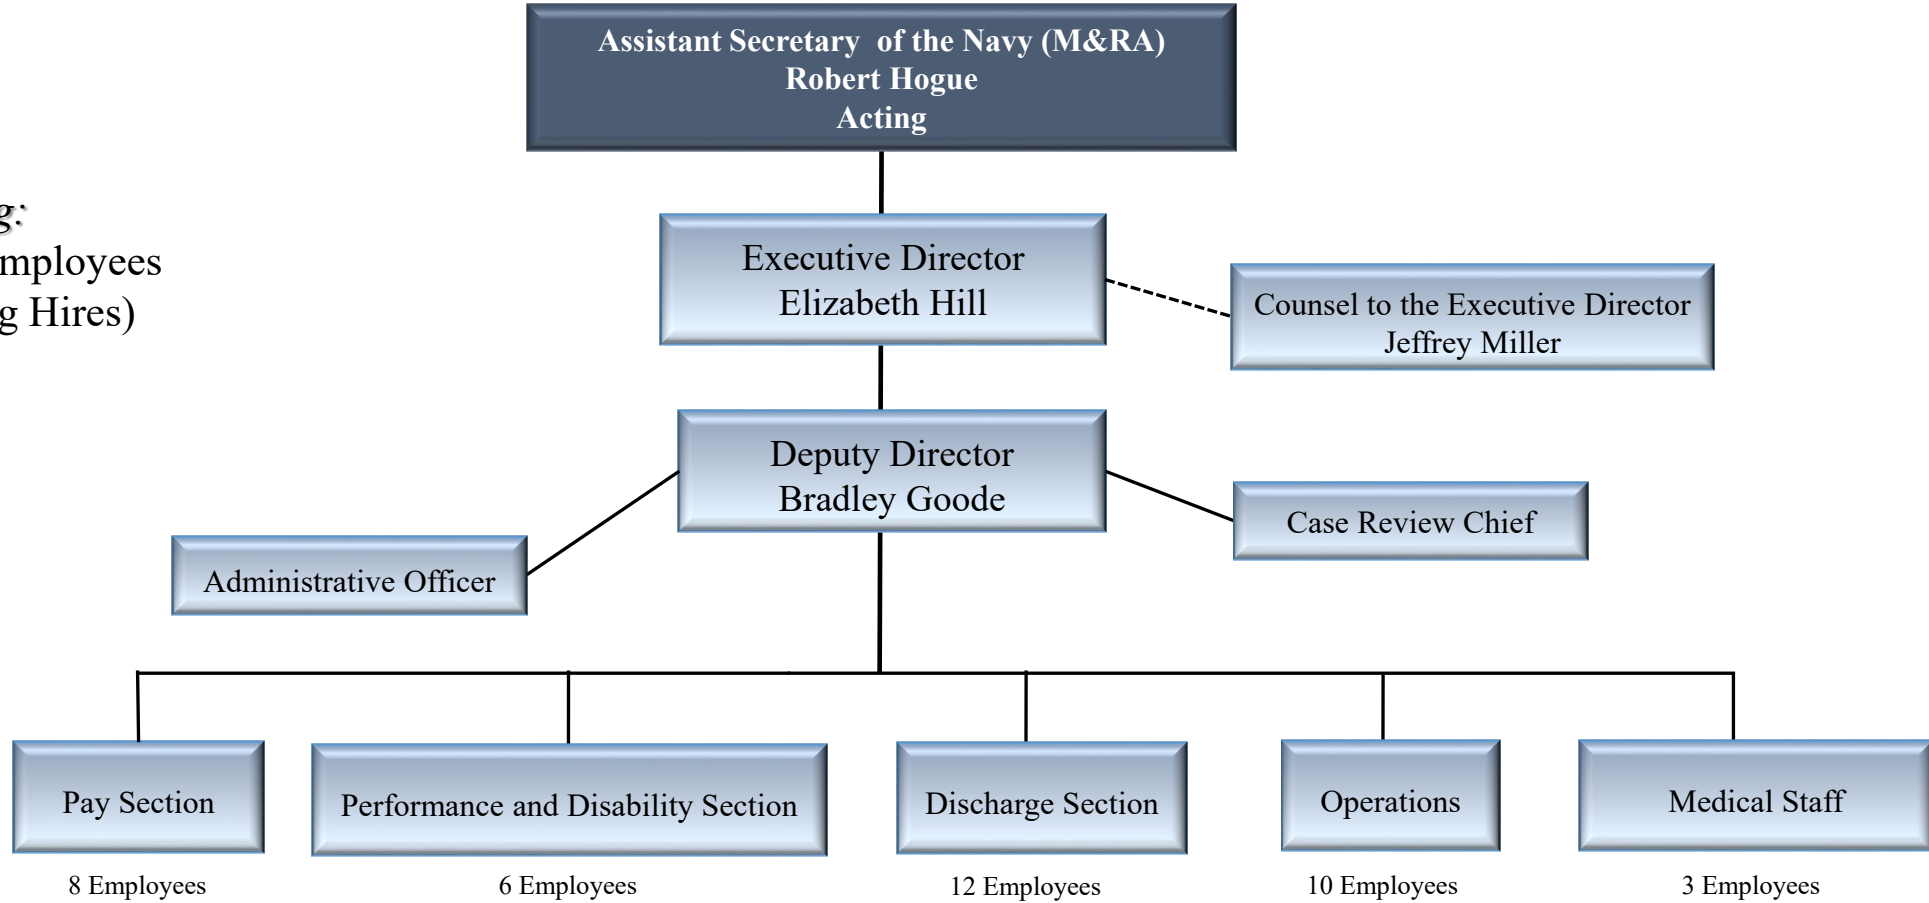 Assistant Secretary  of the Navy (M&RA)
Robert Hogue
Acting
Executive Director
Elizabeth Hill
Hires)
Counsel to the Executive Director
Jeffrey Miller
Deputy Director
Bradley Goode
Case Review Chief
Administrative Officer
Pay Section
Performance and Disability Section
Discharge Section
Operations
Medical Staff
8 Employees
6 Employees
12 Employees
10 Employees
3 Employees